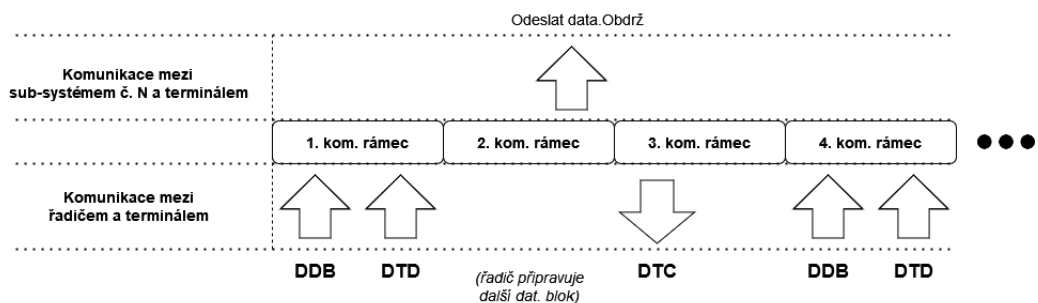 Odeslat data.Obdrž
Komunikace mezi
sub-systémem č. N a terminálem
1. kom. rámec
2. kom. rámec
3. kom. rámec
4. kom. rámec
Komunikace mezi
řadičem a terminálem
DDB
DTD
(řadič připravuje
další dat. blok)
DTC
DDB
DTD